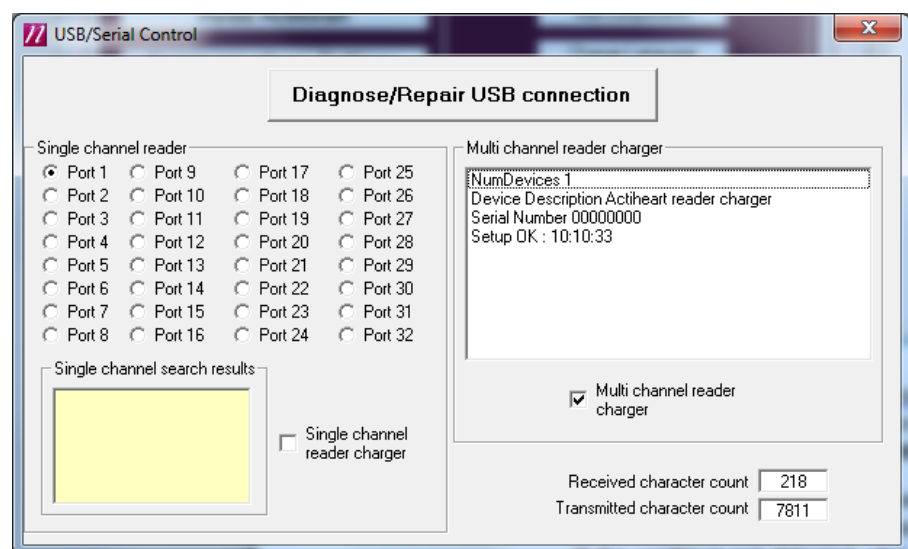 USB/Serial Control
Diagnose/Repair USB connection
Single channel reader
Port 1 Port 9 Port 17 Port 25
Port 2 Port 10 Port 18 Port 26
Port 3 Port 11 Port 19 Port 27
Port 4 Port 12 Port 20 Port 28
Port 5 Port 13 Port 21 Port 29
Port 6 Port 14 Port 22 Port 30
Port 7 Port 15 Port 23 Port 31
Port 8 Port 16 Port 24 Port 32
Single channel search results
Single channel
reader charger
Multi channel reader charger
NumDevices 1
Device Description Actiheart reader charger
Serial Number 00000000
Setup OK : 10:10:33
Multi channel reader
charger
Received character count 218
Transmitted character count 7811